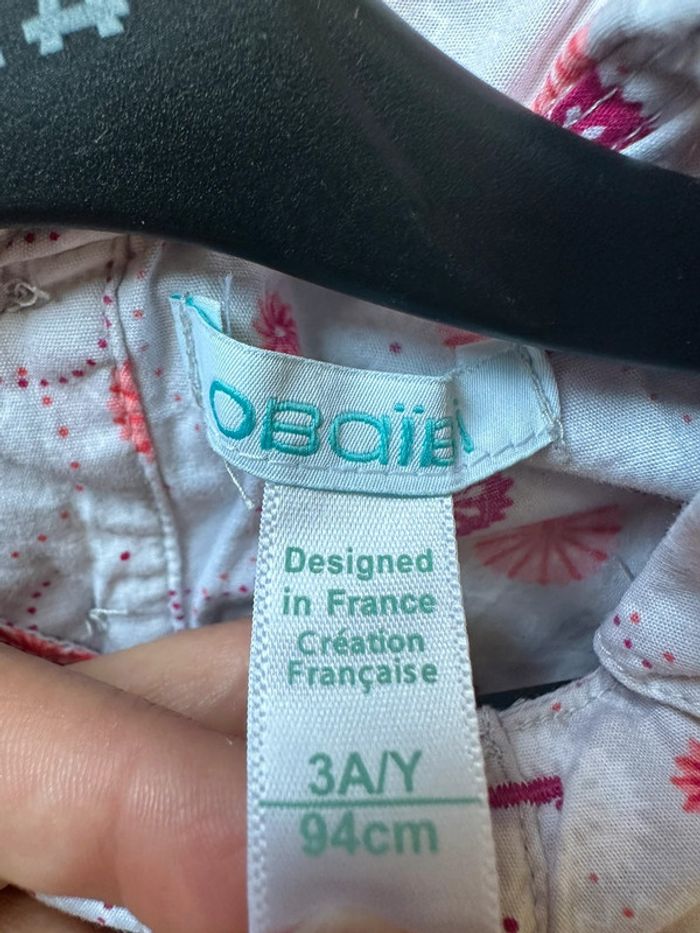 OBaïBi
Designed
in France
Création
Française
3A/Y
94cm